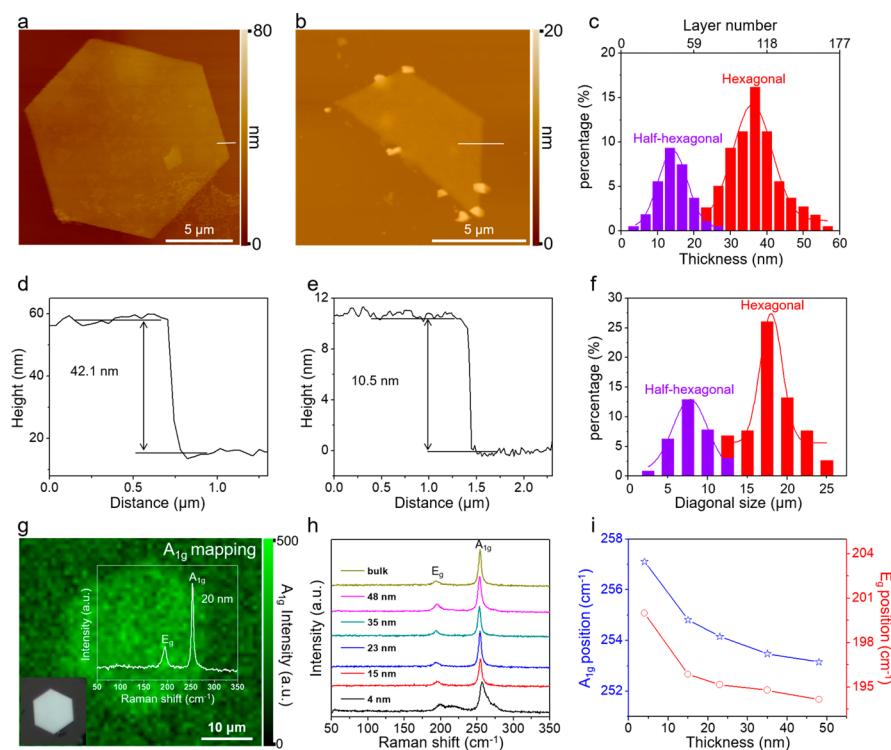 a
80
nm
0
5 µm
b
20
nm
0
5 µm
c
Layer number
0 59 118 177
Hexagonal
Half-hexagonal
percentage (%)
20
15
10
5
0
0 10 20 30 40 50 60
Thickness (nm)
d
Height (nm)
60
45
30
15
42.1 nm
0.0 0.5 1.0
Distance (µm)
e
Height (nm)
12
8
4
0
10.5 nm
0.0 0.5 1.0 1.5 2.0
Distance (µm)
f
percentage (%)
30
25
20
15
10
5
0
Hexagonal
Half-hexagonal
0 5 10 15 20 25
Diagonal size (µm)
g
A1g mapping
500
A1g Intensity (a.u.)
0
Intensity (a.u.)
A1g
20 nm
Eg
50 100 150 200 250 300 350
Raman shift (cm-1)
10 µm
h
Intensity (a.u.)
A1g
Eg
bulk
48 nm
35 nm
23 nm
15 nm
4 nm
50 100 150 200 250 300 350
Raman shift (cm-1)
i
A1g position (cm-1)
258
257
256
254
253
252
251
Eg position (cm-1)
204
201
200
198
196
195
0 10 20 30 40 50
Thickness (nm)